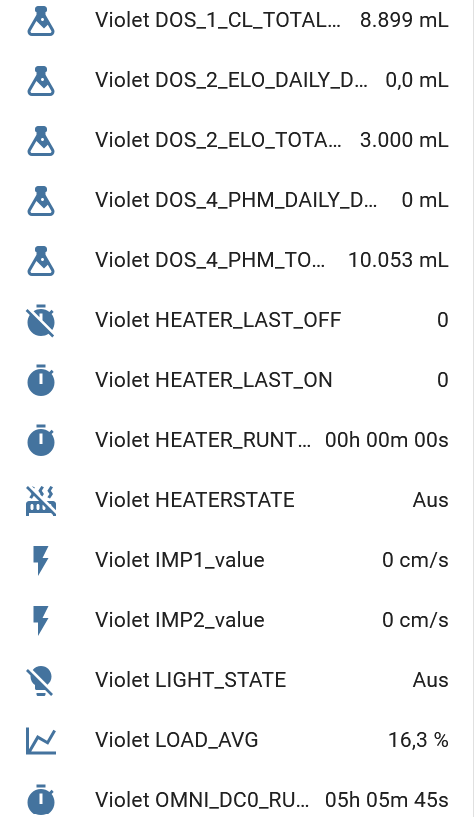 Violet DOS_1_CL_TOTAL... 8.899 mL
Violet DOS_2_ELO_DAILY_D... 0,0 mL
Violet DOS_2_ELO_TOTA... 3.000 mL
Violet DOS_4_PHM_DAILY_D... 0 mL
Violet DOS_4_PHM_TO... 10.053 mL
Violet HEATER_LAST_OFF 0
Violet HEATER_LAST_ON 0
Violet HEATER_RUNT... 00h 00m 00s
Violet HEATERSTATE Aus
Violet IMP1_value 0 cm/s
Violet IMP2_value 0 cm/s
Violet LIGHT_STATE Aus
Violet LOAD_AVG 16,3 %
Violet OMNI_DC0_RU... 05h 05m 45s